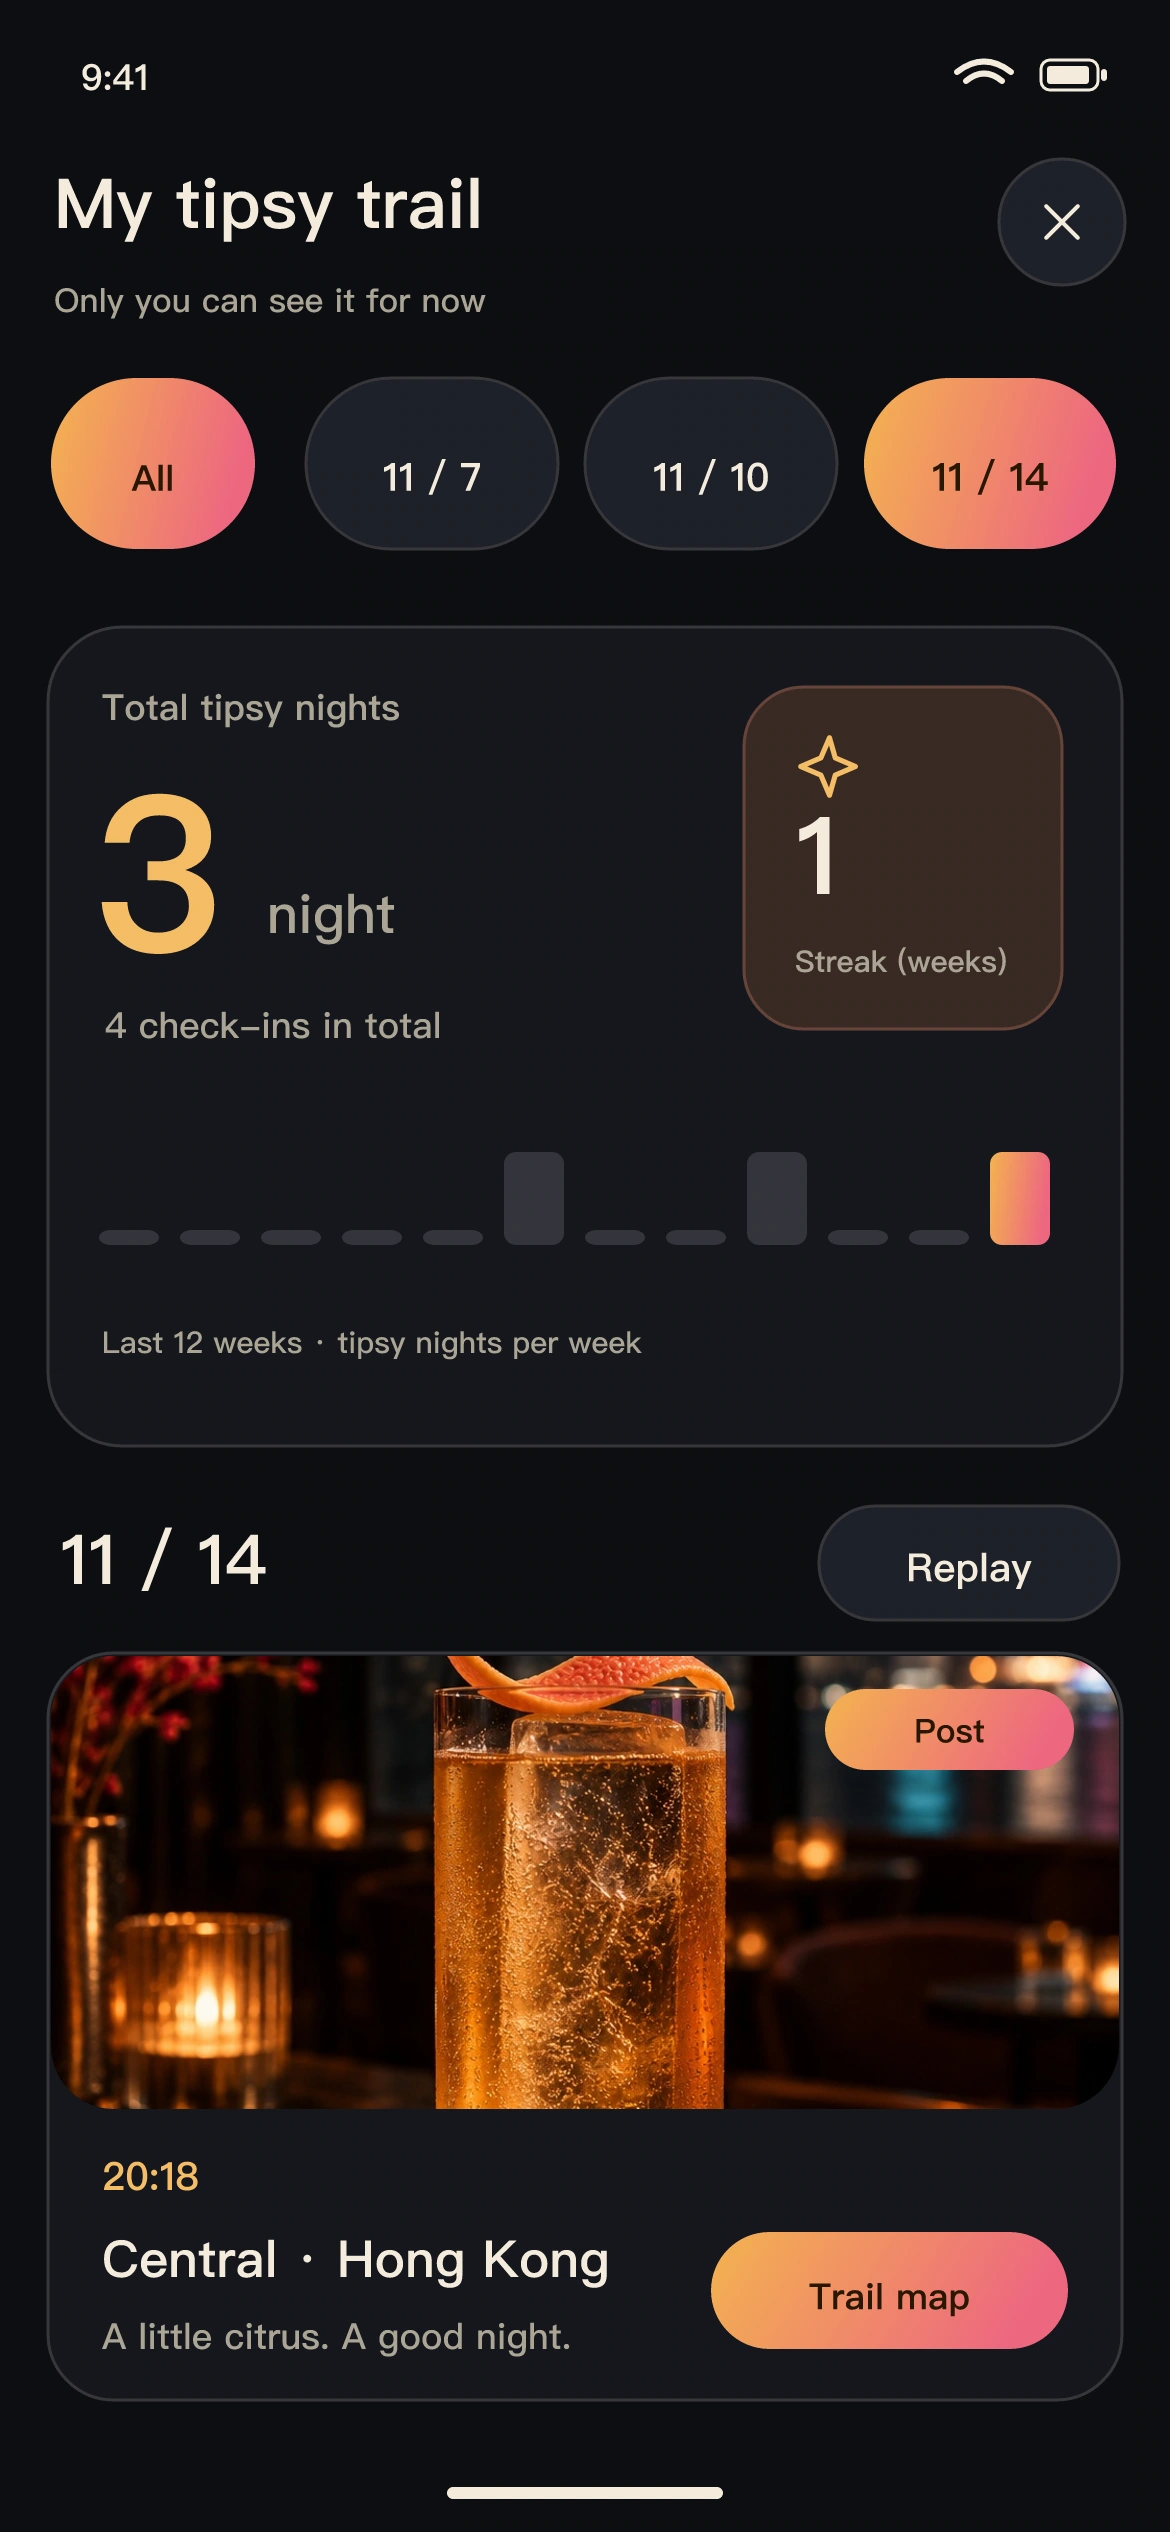 9:41
My tipsy trail
Only you can see it for now
All
11 / 7
11 / 10
11 / 14
Total tipsy nights
3 night
4 check-ins in total
1
Streak (weeks)
Last 12 weeks · tipsy nights per week
11 / 14
Replay
Post
20:18
Central · Hong Kong
A little citrus. A good night.
Trail map